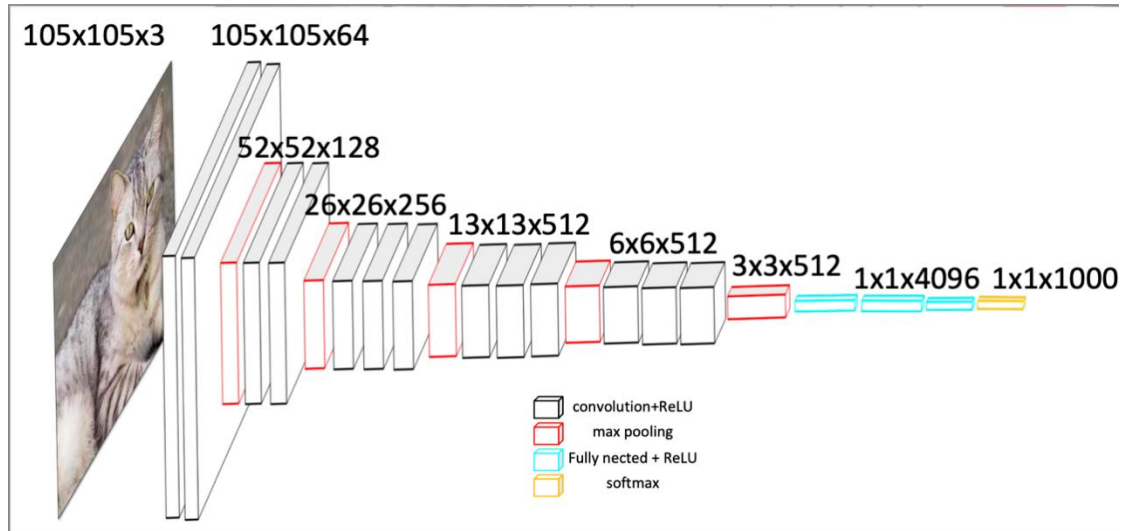 105x105x3
105x105x64
52x52x128
26x26x256
13x13x512
6x6x512
3x3x512
1x1x4096
1x1x1000
convolution+ReLU
max pooling
Fully nected + ReLU
softmax